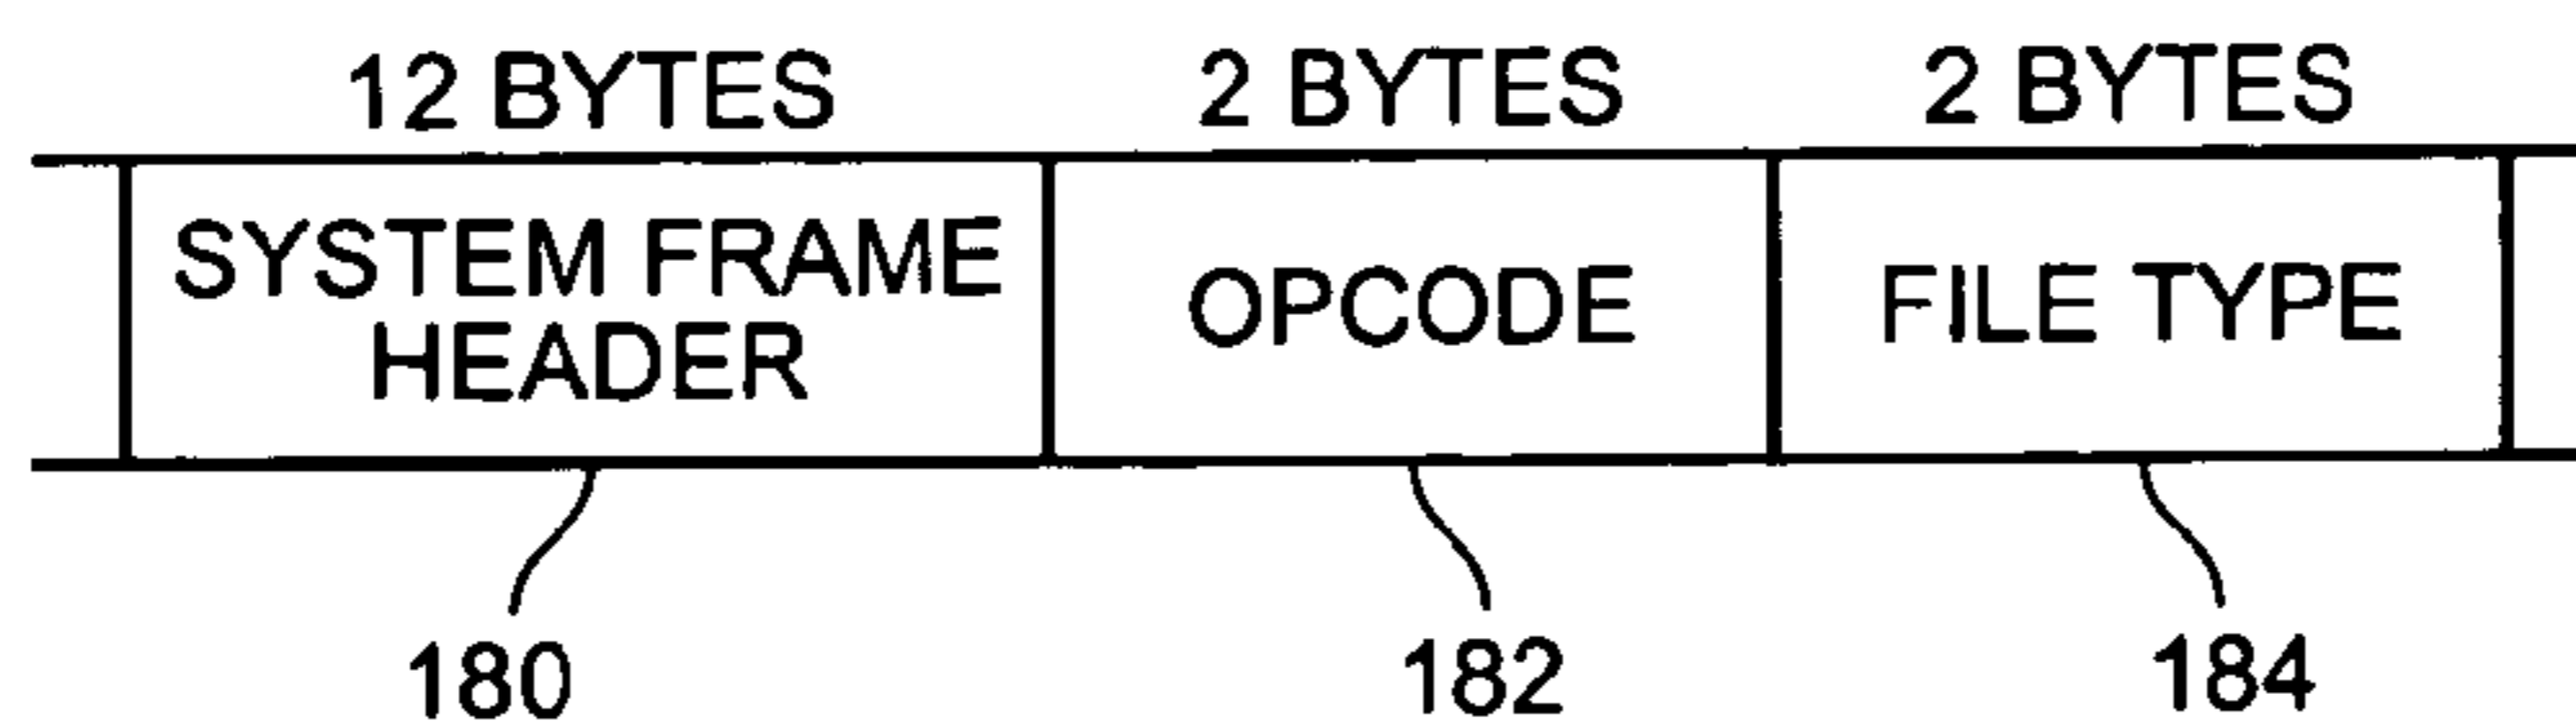 12 BYTES 2 BYTES 2 BYTES
SYSTEM FRAME
HEADER
OPCODE
FILE TYPE
180 182 184